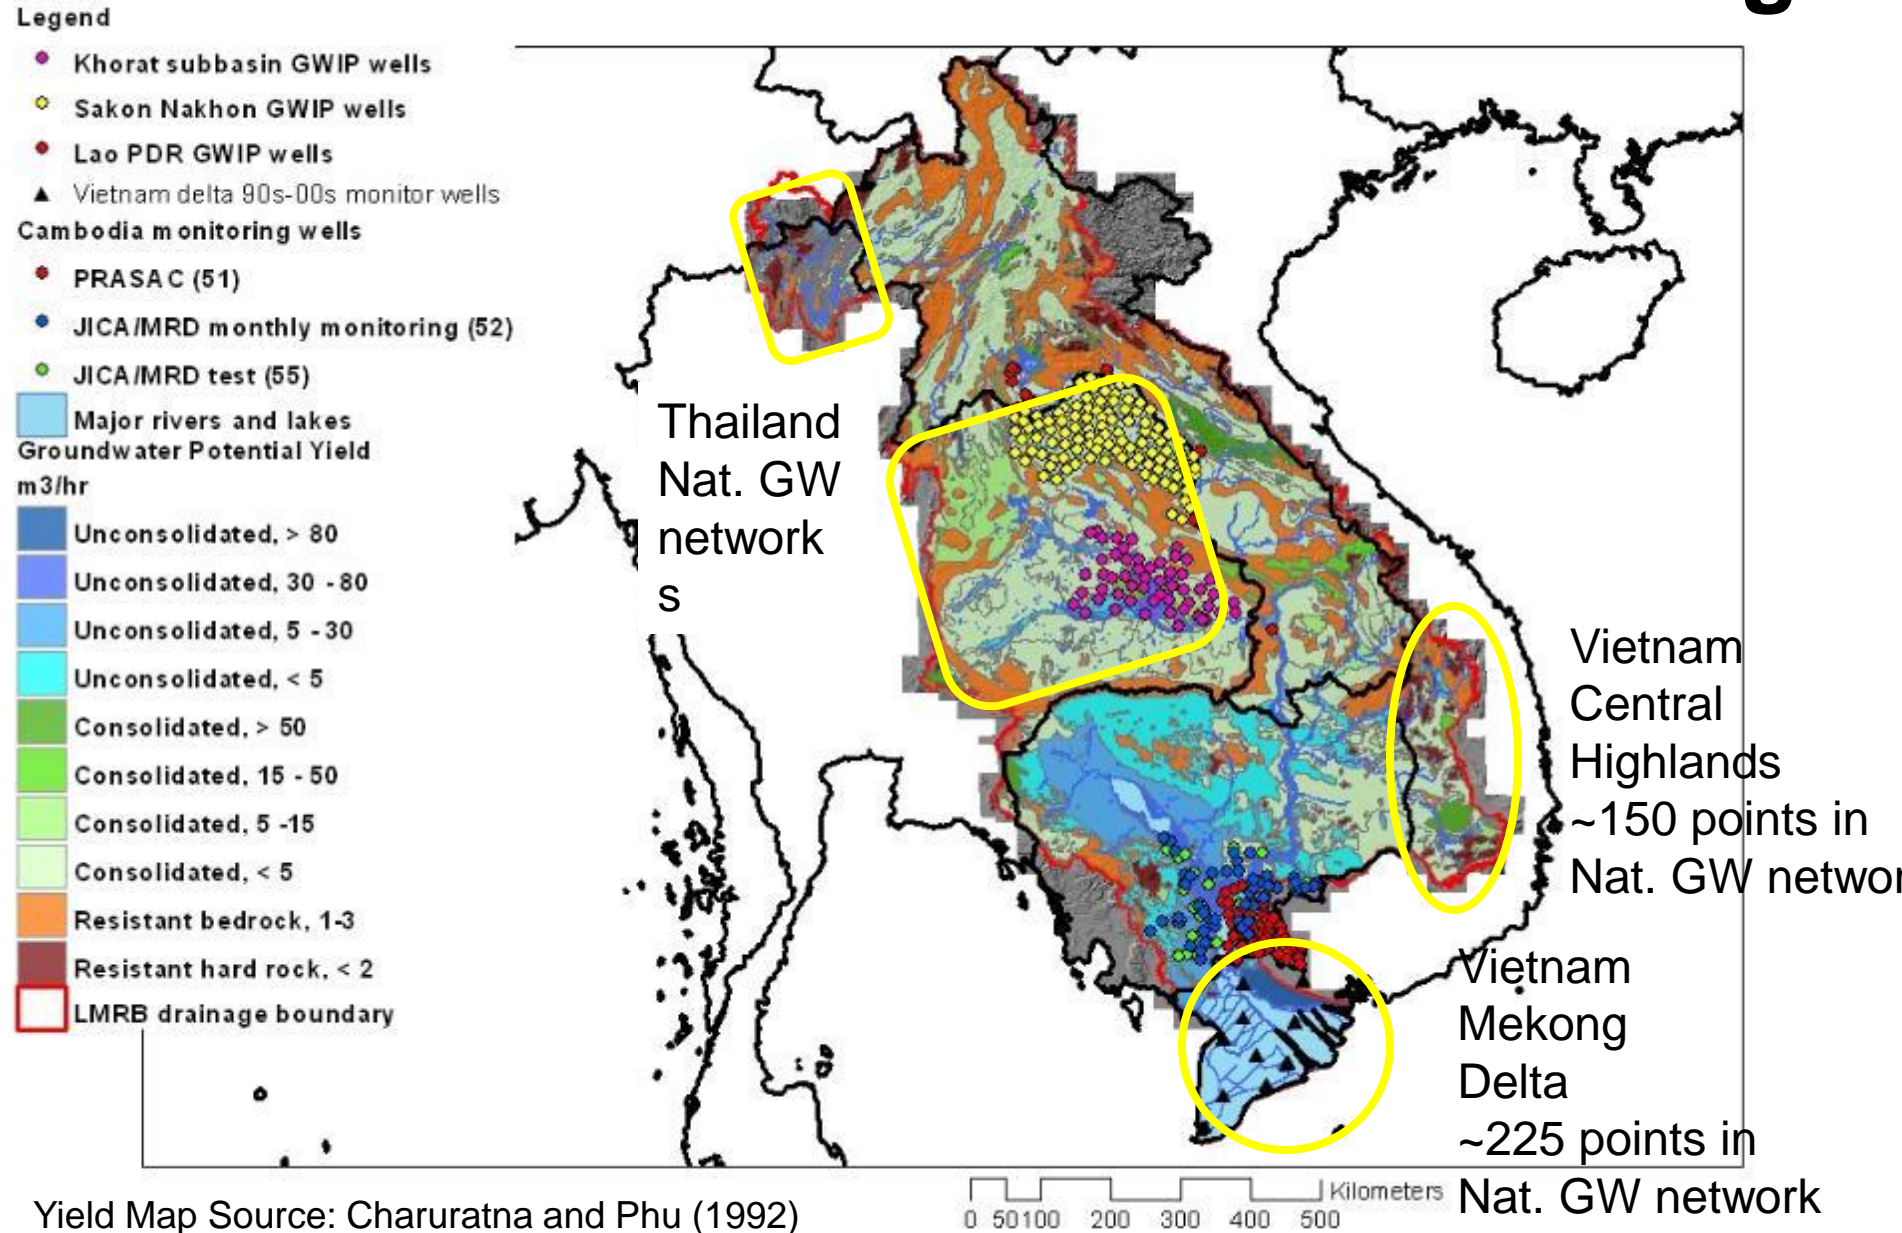 g
Legend
Khorat subbasin GWIP wells
Sakon Nakhon GWIP wells
Lao PDR GWIP wells
Vietnam delta 90s-00s monitor wells
Cambodia monitoring wells
PRASAC (51)
JICA/MRD monthly monitoring (52)
JICA/MRD test (55)
Major rivers and lakes
Groundwater Potential Yield
m3/hr
Unconsolidated, > 80
Unconsolidated, 30 - 80
Unconsolidated, 5 - 30
Unconsolidated, < 5
Consolidated, > 50
Consolidated, 15 - 50
Consolidated, 5 -15
Consolidated, < 5
Resistant bedrock, 1-3
Resistant hard rock, < 2
LMRB drainage boundary
Thailand
Nat. GW
network
s
Vietnam
Central
Highlands
~150 points in
Nat. GW networ
Vietnam
Mekong
Delta
~225 points in
Nat. GW network
Kilometers
0 50 100 200 300 400 500
Yield Map Source: Charuratna and Phu (1992)